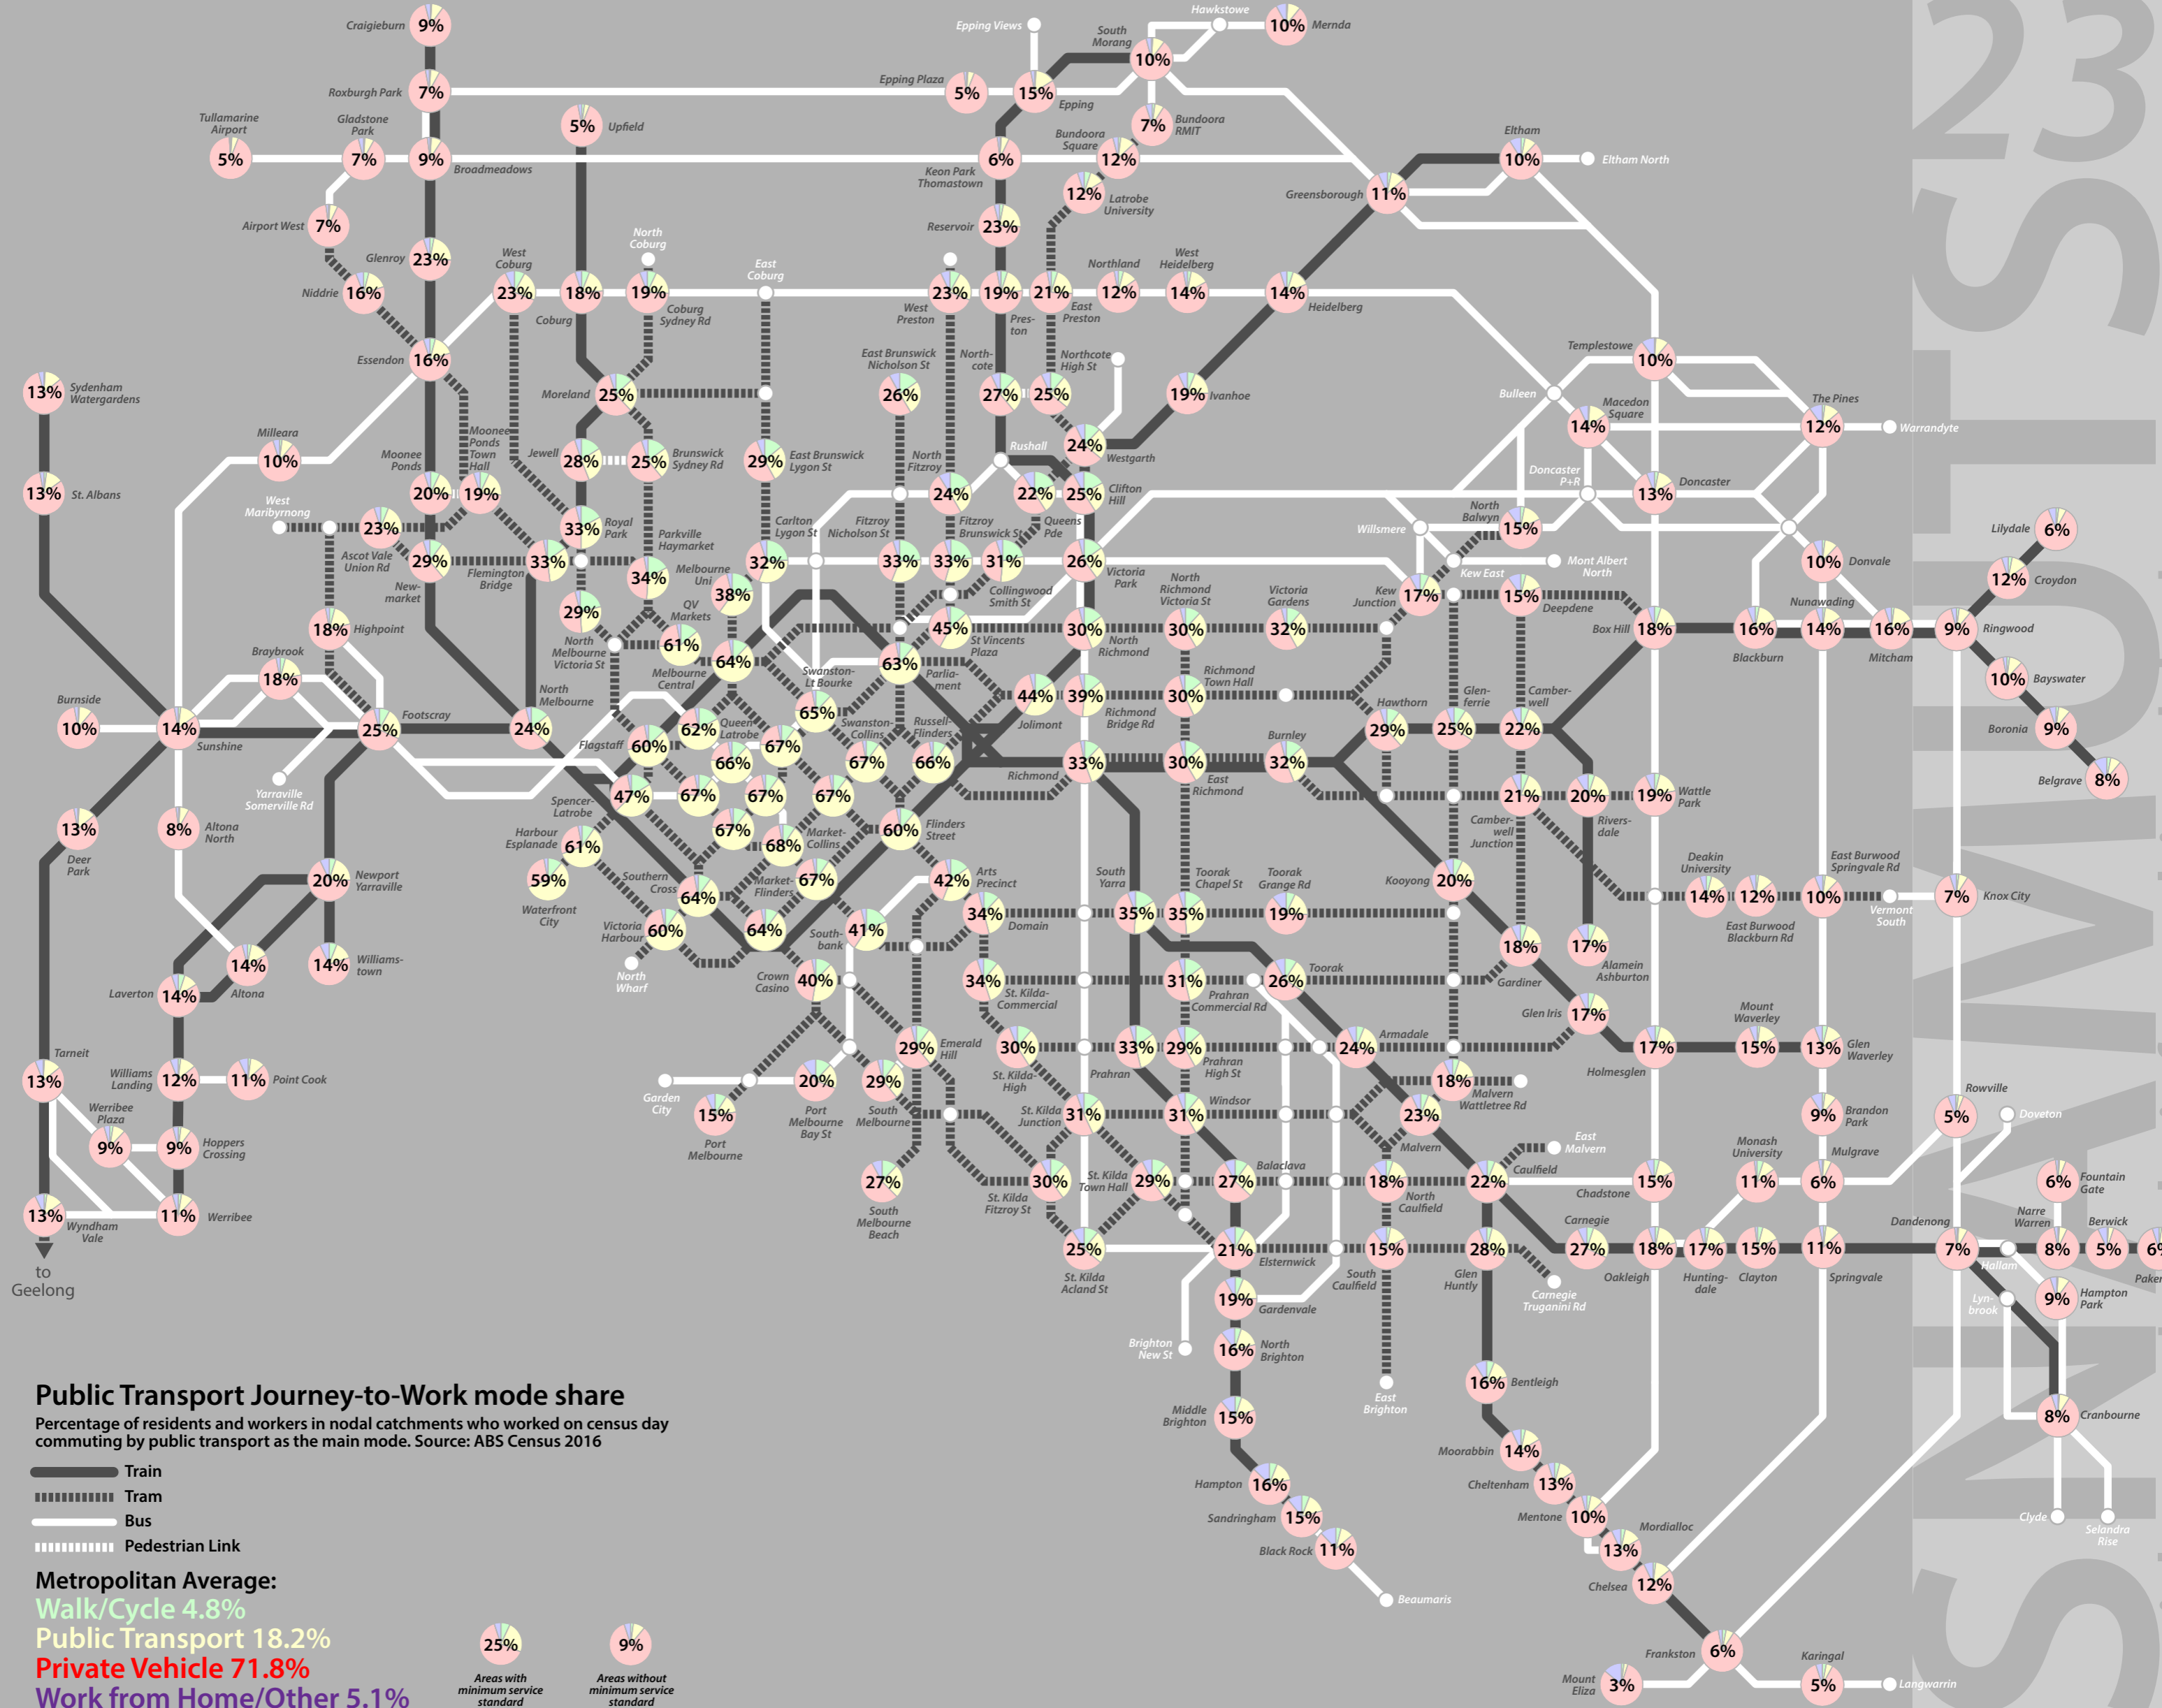 Craigieburn
9%
Epping Views
Hawkstowe
South
Morang
10%
10%
Mernda
23
Roxburgh Park
7%
Epping Plaza
5%
15%
Epping
Tullamarine
Airport
5%
Gladstone
Park
7%
9%
Broadmeadows
5%
Upfield
6%
Keon Park
Thomastown
Bundoora
Square
12%
7%
Bundoora
RMIT
Eltham
10%
Eltham North
12%
Latrobe
University
Greensborough
11%
Airport West
7%
Reservoir
23%
Glenroy
23%
Niddrie
16%
West
Coburg
23%
18%
Coburg
North
Coburg
19%
Coburg
Sydney Rd
East
Coburg
23%
West
Preston
19%
Pres-
ton
21%
East
Preston
Northland
12%
West
Heidelberg
14%
14%
Heidelberg
Essendon
16%
Templestowe
10%
13%
Sydenham
Watergardens
Moreland
25%
East Brunswick
Nicholson St
26%
North-
cote
27%
Northcote
High St
25%
19%
Ivanhoe
Bulleen
Macedon
Square
14%
The Pines
12%
Warrandyte
Milleara
10%
Moonee
Ponds
20%
Moonee
Ponds
Town
Hall
19%
Jewell
28%
25%
Brunswick
Sydney Rd
29%
East Brunswick
Lygon St
Rushall
24%
Westgarth
13%
St. Albans
North
Fitzroy
24%
22%
Queens
Pde
25%
Clifton
Hill
Doncaster
P+R
13%
Doncaster
West
Maribyrnong
23%
Ascot Vale
Union Rd
33%
Royal
Park
Willsmere
North
Balwyn
15%
Lilydale
6%
29%
New-
market
Flemington
Bridge
33%
Parkville
Haymarket
34%
Carlton
Lygon St
32%
Fitzroy
Nicholson St
33%
Fitzroy
Brunswick St
33%
31%
Collingwood
Smith St
26%
Victoria
Park
Kew East
Mont Albert
North
10%
Donvale
12%
Croydon
Melbourne
Uni
38%
29%
North
Melbourne
Victoria St
QV
Markets
61%
45%
St Vincents
Plaza
30%
North
Richmond
North
Richmond
Victoria St
30%
Victoria
Gardens
32%
Kew
Junction
17%
15%
Deepdene
Box Hill
18%
16%
Blackburn
Nunawading
14%
16%
Mitcham
9%
Ringwood
18%
Highpoint
Braybrook
18%
Melbourne
Central
64%
63%
Parlia-
ment
Burnside
10%
14%
Sunshine
25%
Footscray
North
Melbourne
24%
Swanston-
Lt Bourke
65%
44%
Jolimont
39%
Richmond
Bridge Rd
Richmond
Town Hall
30%
Hawthorn
29%
Glen-
ferrie
25%
Camber-
well
22%
10%
Bayswater
Boronia
9%
Belgrave
8%
Flagstaff
60%
62%
Queen-
Latrobe
66%
67%
Swanston-
Collins
67%
Russell-
Flinders
66%
Richmond
33%
30%
East
Richmond
Burnley
32%
Yarraville
Somerville Rd
Spencer-
Latrobe
47%
67%
67%
67%
21%
Camber-
well
Junction
20%
Rivers-
dale
19%
Wattle
Park
13%
Deer
Park
8%
Altona
North
Harbour
Esplanade
61%
59%
Waterfront
City
67%
68%
Market-
Collins
60%
Flinders
Street
Southern
Cross
64%
Market-
Flinders
67%
42%
Arts
Precinct
20%
Newport
Yarraville
South
Yarra
35%
Toorak
Chapel St
35%
Toorak
Grange Rd
19%
Kooyong
20%
Deakin
University
14%
12%
East Burwood
Blackburn Rd
East Burwood
Springvale Rd
10%
Vermont
South
7%
Knox City
Victoria
Harbour
60%
North
Wharf
64%
South-
bank
41%
34%
Domain
18%
Gardiner
17%
Alamein
Ashburton
14%
Altona
14%
Williams-
town
Laverton
14%
Crown
Casino
40%
34%
St. Kilda-
Commercial
31%
Prahran
Commercial Rd
26%
Toorak
Glen Iris
17%
29%
Emerald
Hill
30%
St. Kilda-
High
33%
Prahran
29%
Prahran
High St
24%
Armadale
17%
Holmesglen
Mount
Waverley
15%
13%
Glen
Waverley
Tarneit
13%
Williams
Landing
12%
11%
Point Cook
Garden
City
15%
Port
Melbourne
20%
Port
Melbourne
Bay St
29%
South
Melbourne
18%
Malvern
Wattletree Rd
Werribee
Plaza
9%
9%
Hoppers
Crossing
St. Kilda
Junction
31%
31%
Windsor
23%
Malvern
9%
Brandon
Park
Rowville
5%
Doveton
East
Malvern
27%
South
Melbourne
Beach
30%
St. Kilda
Fitzroy St
St. Kilda
Town Hall
29%
27%
Balaclava
18%
North
Caulfield
22%
Caulfield
15%
Chadstone
Monash
University
11%
6%
Mulgrave
6%
Fountain
Gate
13%
Wyndham
Vale
11%
Werribee
to
Geelong
25%
St. Kilda
Acland St
21%
Elsternwick
15%
South
Caulfield
28%
Glen
Huntly
Carnegie
27%
18%
Oakleigh
17%
Hunting-
dale
15%
Clayton
11%
Springvale
Dandenong
7%
Hallam
Narre
Warren
8%
Berwick
5%
19%
Gardenvale
Carnegie
Truganini Rd
Lyn-
brook
9%
Hampton
Park
Brighton
New St
16%
North
Brighton
East
Brighton
16%
Bentleigh
Middle
Brighton
15%
8%
Cranbourne
Moorabbin
14%
Hampton
16%
Cheltenham
13%
Sandringham
15%
Mentone
10%
Clyde
Selandra
Rise
Black Rock
11%
Mordialloc
13%
Beaumaris
Chelsea
12%
Frankston
6%
Mount
Eliza
3%
Karingal
5%
Langwarrin
Public Transport Journey-to-Work mode share
Percentage of residents and workers in nodal catchments who worked on census day
commuting by public transport as the main mode. Source: ABS Census 2016
Train
Tram
Bus
Pedestrian Link
Metropolitan Average:
Walk/Cycle 4.8%
Public Transport 18.2%
Private Vehicle 71.8%
Work from Home/Other 5.1%
25%
Areas with
minimum service
standard
9%
Areas without
minimum service
standard